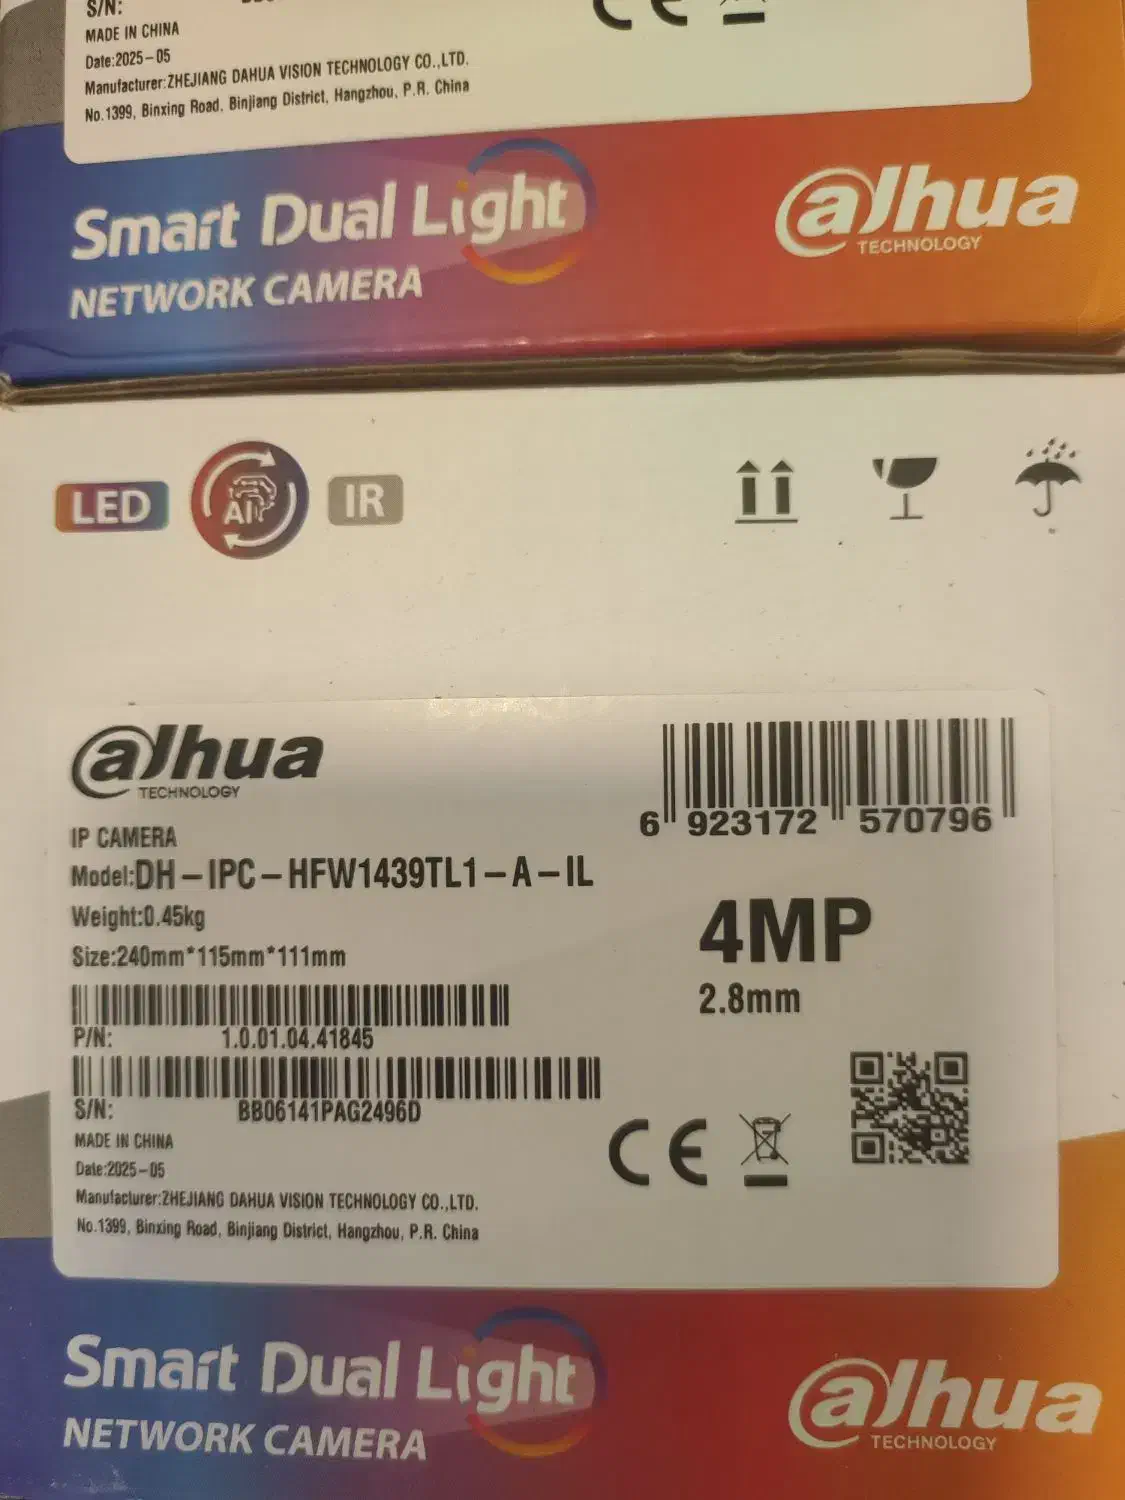 S/N:
MADE IN CHINA
Date:2025-05
Manufacturer:ZHEJIANG DAHUA VISION TECHNOLOGY CO.,LTD.
No.1399, Binxing Road, Binjiang District, Hangzhou, P.R. China
CE
Smart Dual Light
NETWORK CAMERA
alhua
TECHNOLOGY
LED
AI
IR
alhua
TECHNOLOGY
6 923172 570796
IP CAMERA
Model:DH-IPC-HFW1439TL1-A-IL
Weight:0.45kg
Size:240mm*115mm*111mm
4MP
2.8mm
P/N: 1.0.01.04.41845
S/N: BB06141PAG2496D
MADE IN CHINA
Date:2025-05
Manufacturer:ZHEJIANG DAHUA VISION TECHNOLOGY CO.,LTD.
No.1399, Binxing Road, Binjiang District, Hangzhou, P.R. China
CE
Smart Dual Light
NETWORK CAMERA
alhua
TECHNOLOGY